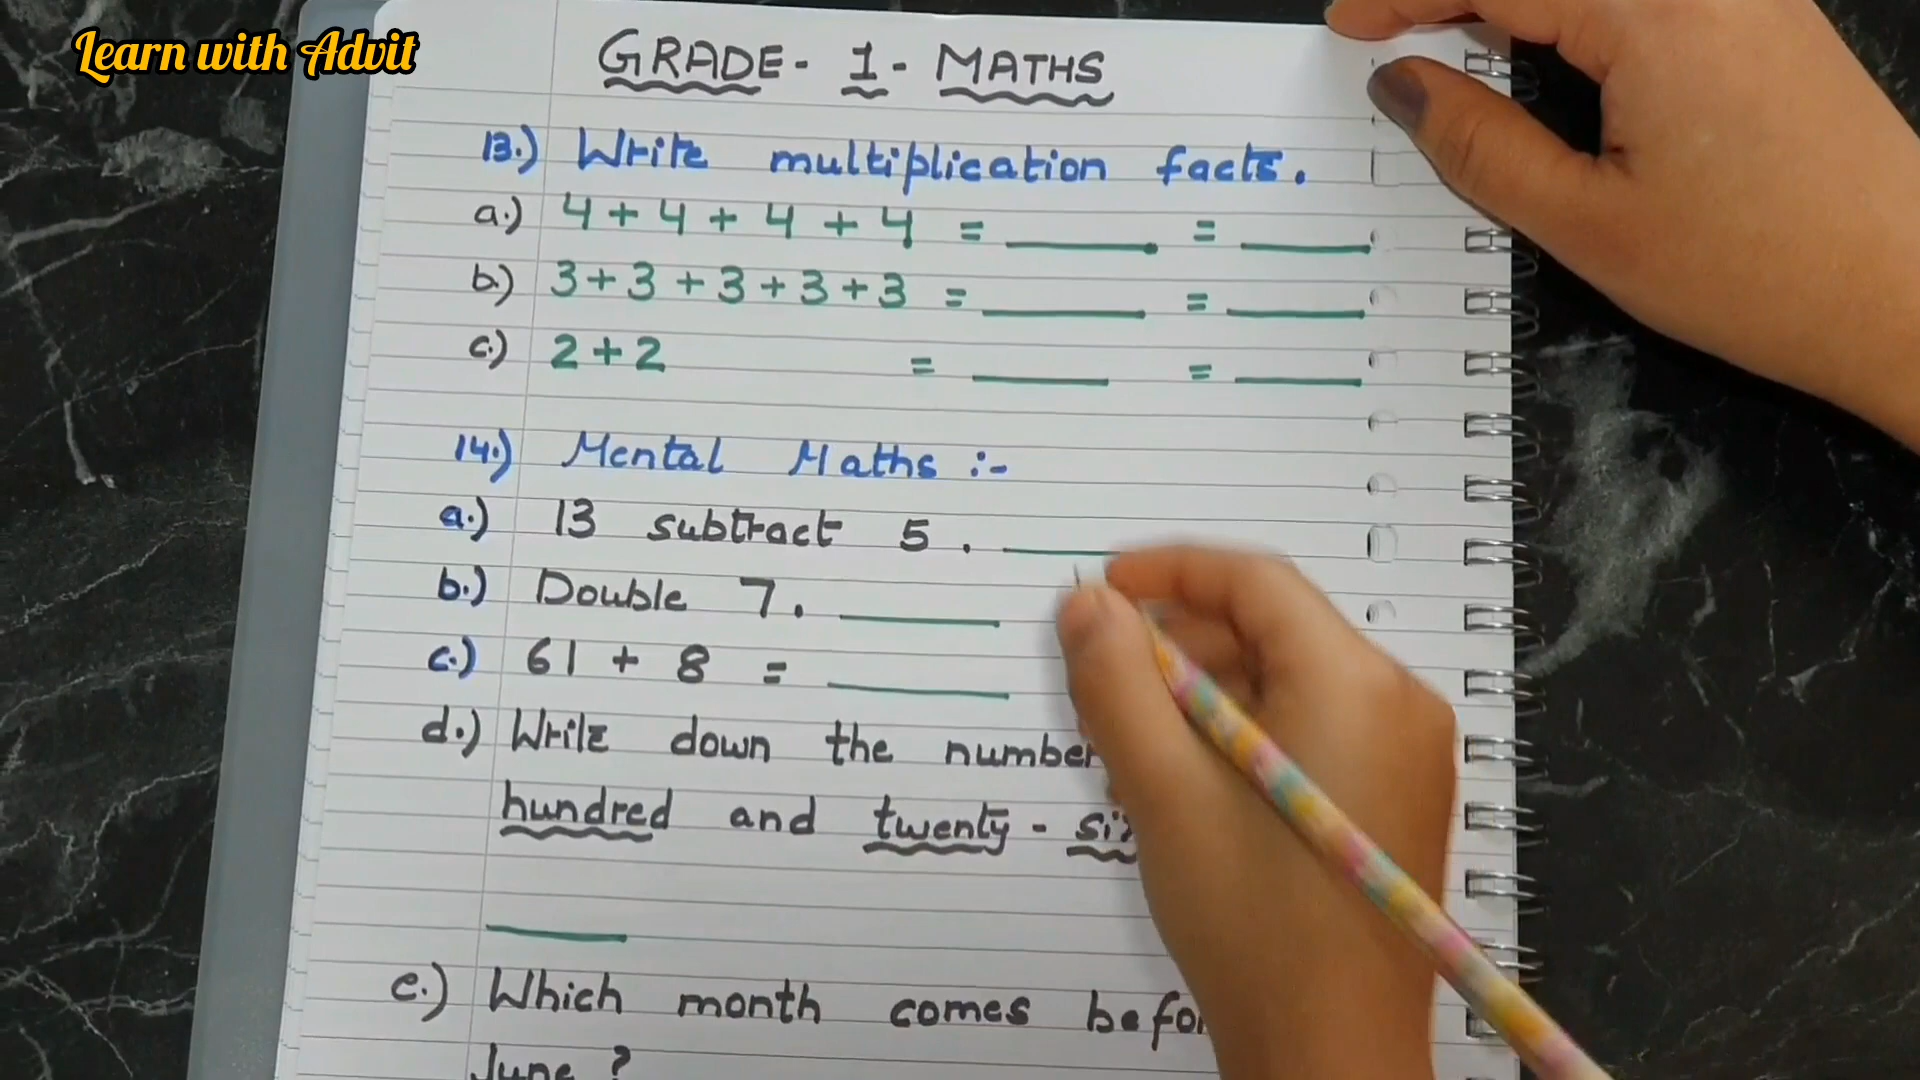 Learn with Advit
GRADE- 1 - MATHS
13.) Write multiplication facts.
a.) 4 + 4 + 4 + 4 = ______ = ______
b.) 3 + 3 + 3 + 3 + 3 = ______ = ______
c.) 2 + 2 = ______ = ______
14.) Mental Maths :-
a.) 13 subtract 5 . ______
b.) Double 7. ______
c.) 61 + 8 = ______
d.) Write down the number
hundred and twenty - six
______
e.) Which month comes before
June ?